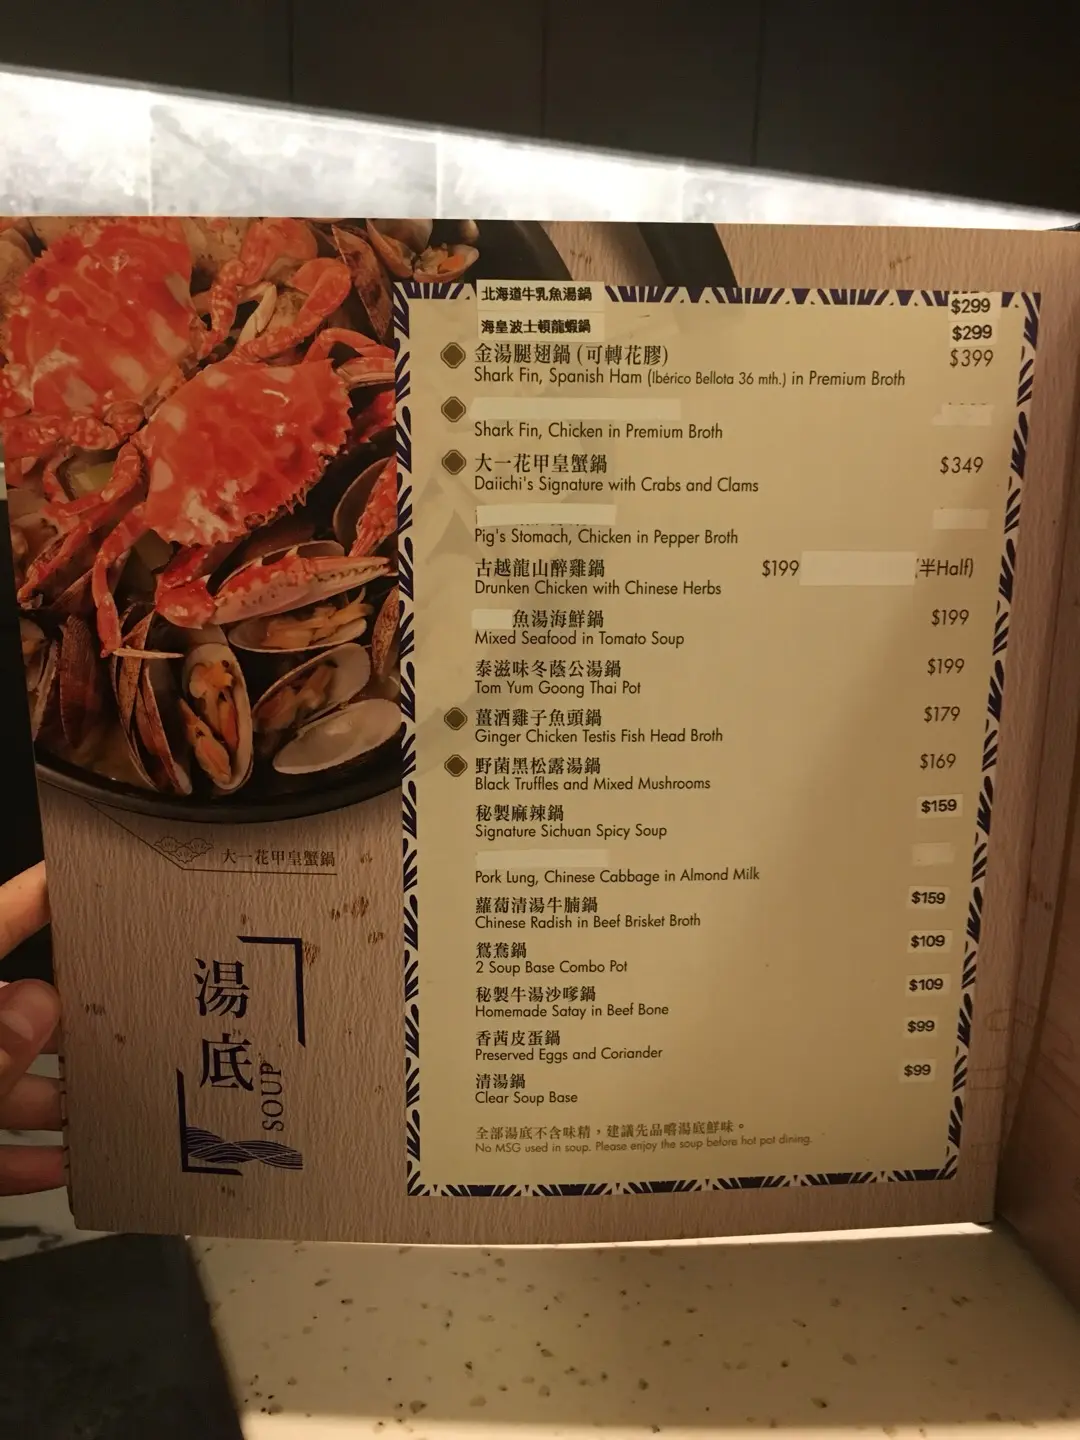 北海道牛乳魚湯鍋 $299
海皇波士頓龍蝦鍋 $299
金湯腿翅鍋 (可轉花膠) $399
Shark Fin, Spanish Ham (Ibérico Bellota 36 mth.) in Premium Broth
Shark Fin, Chicken in Premium Broth
大一花甲皇蟹鍋 $349
Daiichi's Signature with Crabs and Clams
Pig's Stomach, Chicken in Pepper Broth
古越龍山醉雞鍋 $199 (半Half)
Drunken Chicken with Chinese Herbs
魚湯海鮮鍋 $199
Mixed Seafood in Tomato Soup
泰滋味冬蔭公湯鍋 $199
Tom Yum Goong Thai Pot
薑酒雞子魚頭鍋 $179
Ginger Chicken Testis Fish Head Broth
野菌黑松露湯鍋 $169
Black Truffles and Mixed Mushrooms
秘製麻辣鍋 $159
Signature Sichuan Spicy Soup
Pork Lung, Chinese Cabbage in Almond Milk
蘿蔔清湯牛腩鍋 $159
Chinese Radish in Beef Brisket Broth
鴛鴦鍋 $109
2 Soup Base Combo Pot
秘製牛湯沙嗲鍋 $109
Homemade Satay in Beef Bone
香茜皮蛋鍋 $99
Preserved Eggs and Coriander
清湯鍋 $99
Clear Soup Base
全部湯底不含味精，建議先品嚐湯底鮮味。
No MSG used in soup. Please enjoy the soup before hot pot dining.
大一花甲皇蟹鍋
湯底
SOUP